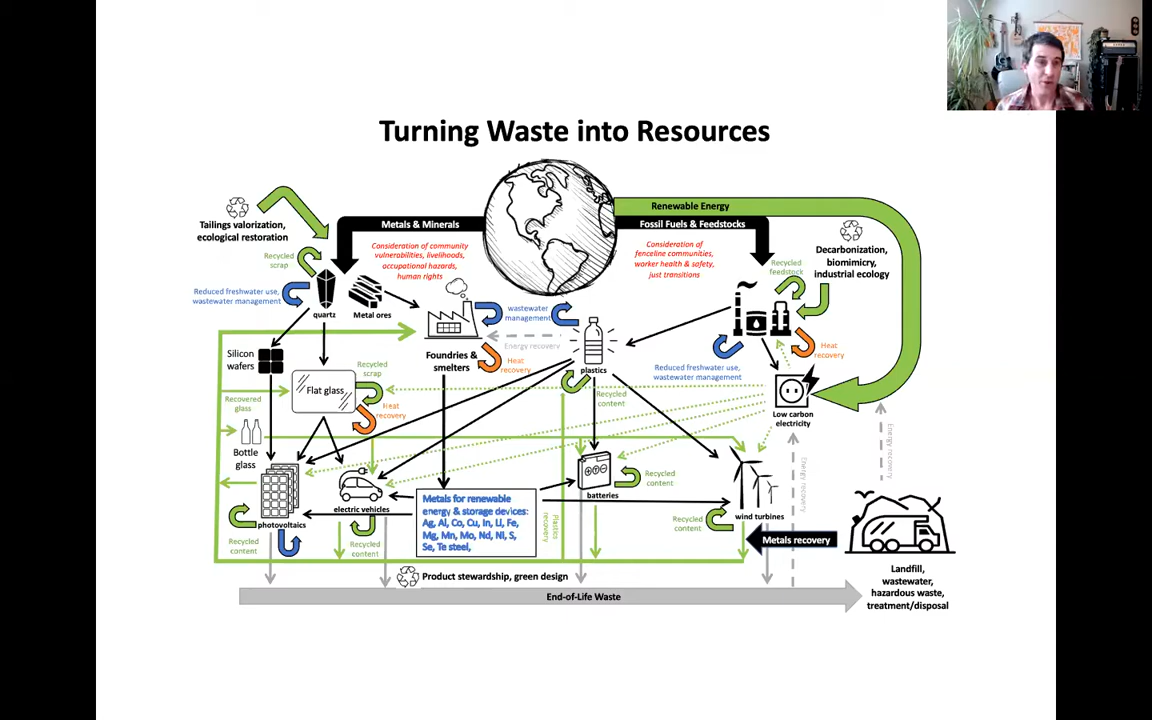 Turning Waste into Resources
Renewable Energy
Metals & Minerals
Fossil Fuels & Feedstocks
Tailings valorization,
ecological restoration
Consideration of community
vulnerabilities, livelihoods,
occupational hazards,
human rights
Consideration of
fenceline communities,
worker health & safety,
just transitions
Decarbonization,
biomimicry,
industrial ecology
Recycled
scrap
Recycled
feedstock
Reduced freshwater use,
wastewater management
quartz
Metal ores
wastewater
management
Energy recovery
Foundries &
smelters
Heat
recovery
plastics
Recycled
content
Reduced freshwater use,
wastewater management
Heat
recovery
Silicon
wafers
Flat glass
Recycled
scrap
Heat
recovery
Low carbon
electricity
Recovered
glass
Bottle
glass
Energy recovery
Energy recovery
photovoltaics
electric vehicles
batteries
Recycled
content
wind turbines
Metals for renewable
energy & storage devices:
Ag, Al, Co, Cu, In, Li, Fe,
Mg, Mn, Mo, Nd, Ni, S,
Se, Te steel,
Plastics
recovery
Recycled
content
Recycled
content
Recycled
content
Metals recovery
Landfill,
wastewater,
hazardous waste,
treatment/disposal
Product stewardship, green design
End-of-Life Waste